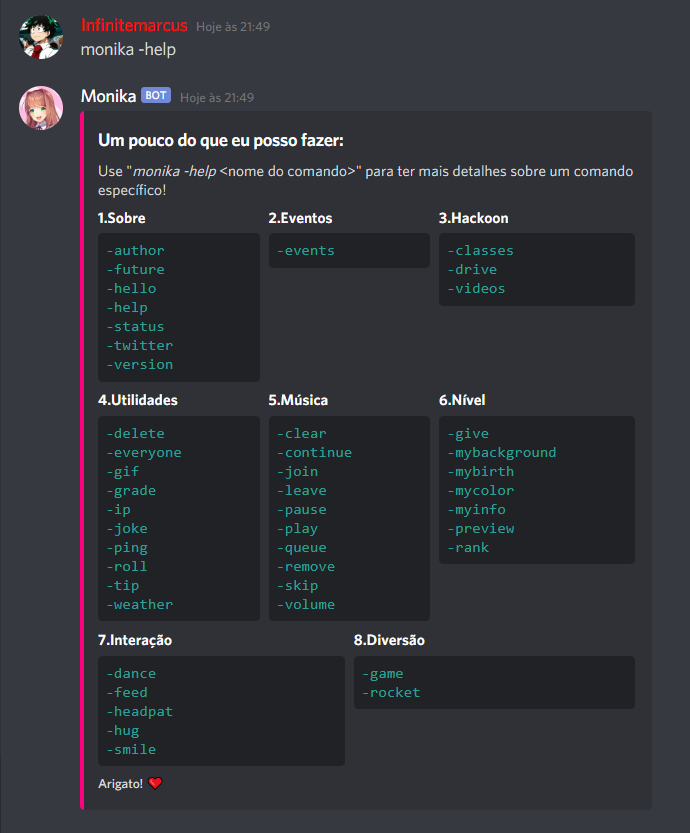 Infinitemarcus Hoje às 21:49
monika -help
Monika BOT Hoje às 21:49
Um pouco do que eu posso fazer:
Use "monika -help <nome do comando>" para ter mais detalhes sobre um comando
específico!
1.Sobre
-author
-future
-hello
-help
-status
-twitter
-version
2.Eventos
-events
3.Hackoon
-classes
-drive
-videos
4.Utilidades
-delete
-everyone
-gif
-grade
-ip
-joke
-ping
-roll
-tip
-weather
5.Música
-clear
-continue
-join
-leave
-pause
-play
-queue
-remove
-skip
-volume
6.Nível
-give
-mybackground
-mybirth
-mycolor
-myinfo
-preview
-rank
7.Interação
-dance
-feed
-headpat
-hug
-smile
8.Diversão
-game
-rocket
Arigato! ❤️